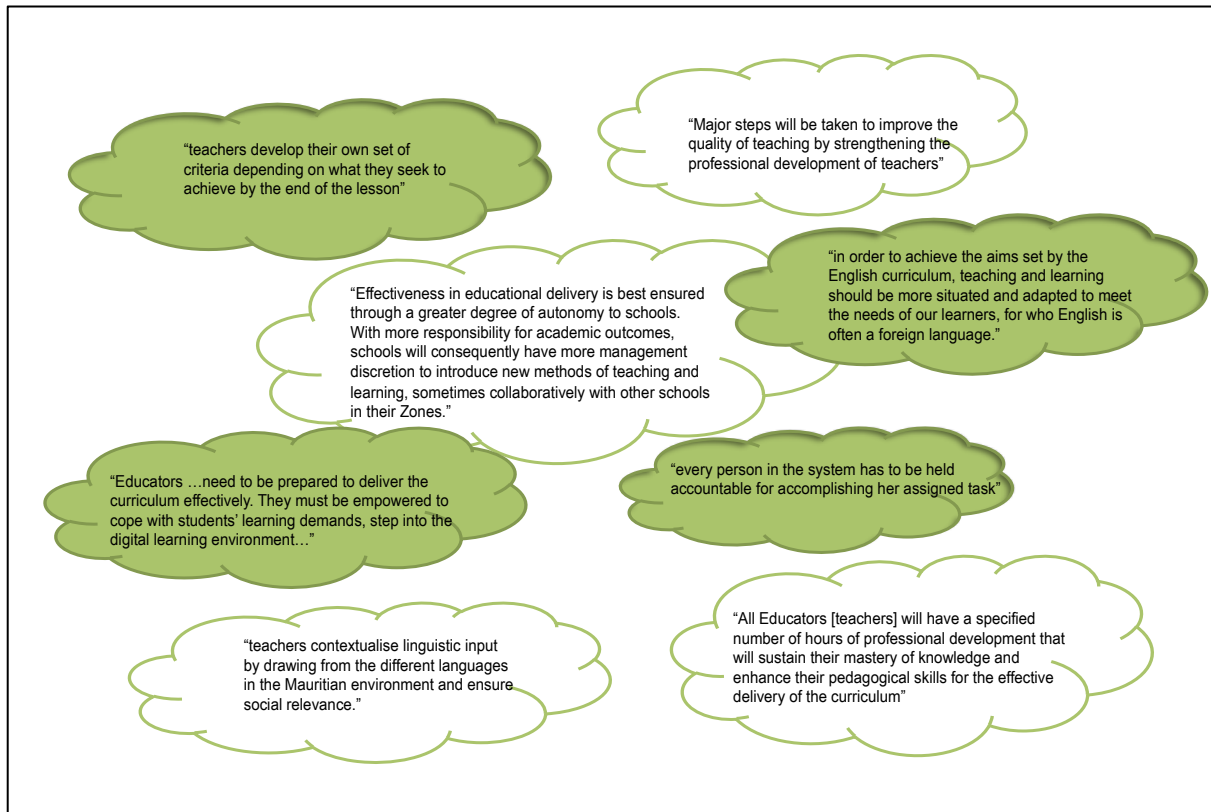 “teachers develop their own set of
criteria depending on what they seek to
achieve by the end of the lesson”
“Major steps will be taken to improve the
quality of teaching by strengthening the
professional development of teachers”
“Effectiveness in educational delivery is best ensured
through a greater degree of autonomy to schools.
With more responsibility for academic outcomes,
schools will consequently have more management
discretion to introduce new methods of teaching and
learning, sometimes collaboratively with other schools
in their Zones.”
“in order to achieve the aims set by the
English curriculum, teaching and learning
should be more situated and adapted to meet
the needs of our learners, for who English is
often a foreign language.”
“Educators …need to be prepared to deliver the
curriculum effectively. They must be empowered to
cope with students’ learning demands, step into the
digital learning environment…”
“every person in the system has to be held
accountable for accomplishing her assigned task”
“teachers contextualise linguistic input
by drawing from the different languages
in the Mauritian environment and ensure
social relevance.”
“All Educators [teachers] will have a specified
number of hours of professional development that
will sustain their mastery of knowledge and
enhance their pedagogical skills for the effective
delivery of the curriculum”